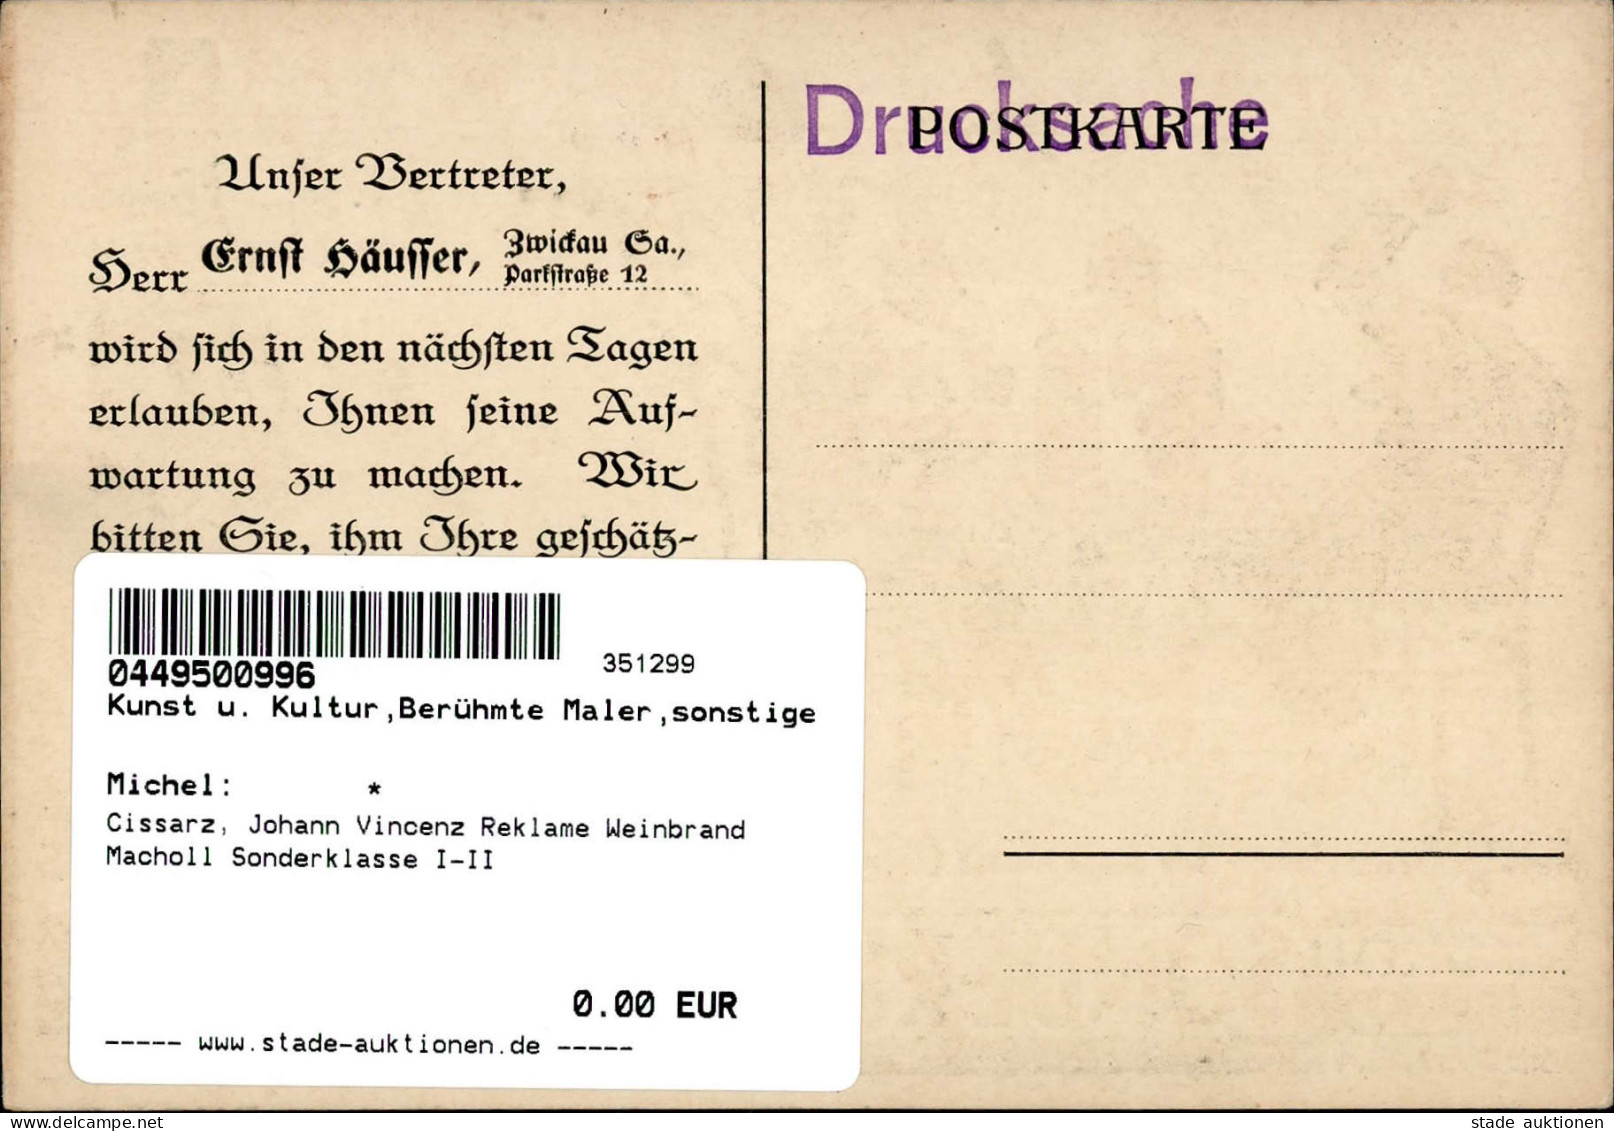 Drucksache
POSTKARTE
Unser Vertreter,
Herr Ernst Häusser, Zwickau Sa.,
Parkstraße 12
wird sich in den nächsten Tagen
erlauben, Ihnen seine Auf-
wartung zu machen. Wir
bitten Sie, ihm Ihre geschätz-
0449500996 351299
Kunst u. Kultur,Berühmte Maler,sonstige
Michel: *
Cissarz, Johann Vincenz Reklame Weinbrand
Macholl Sonderklasse I-II
0.00 EUR
----- www.stade-auktionen.de -----
stade auktionen
delcampe.net